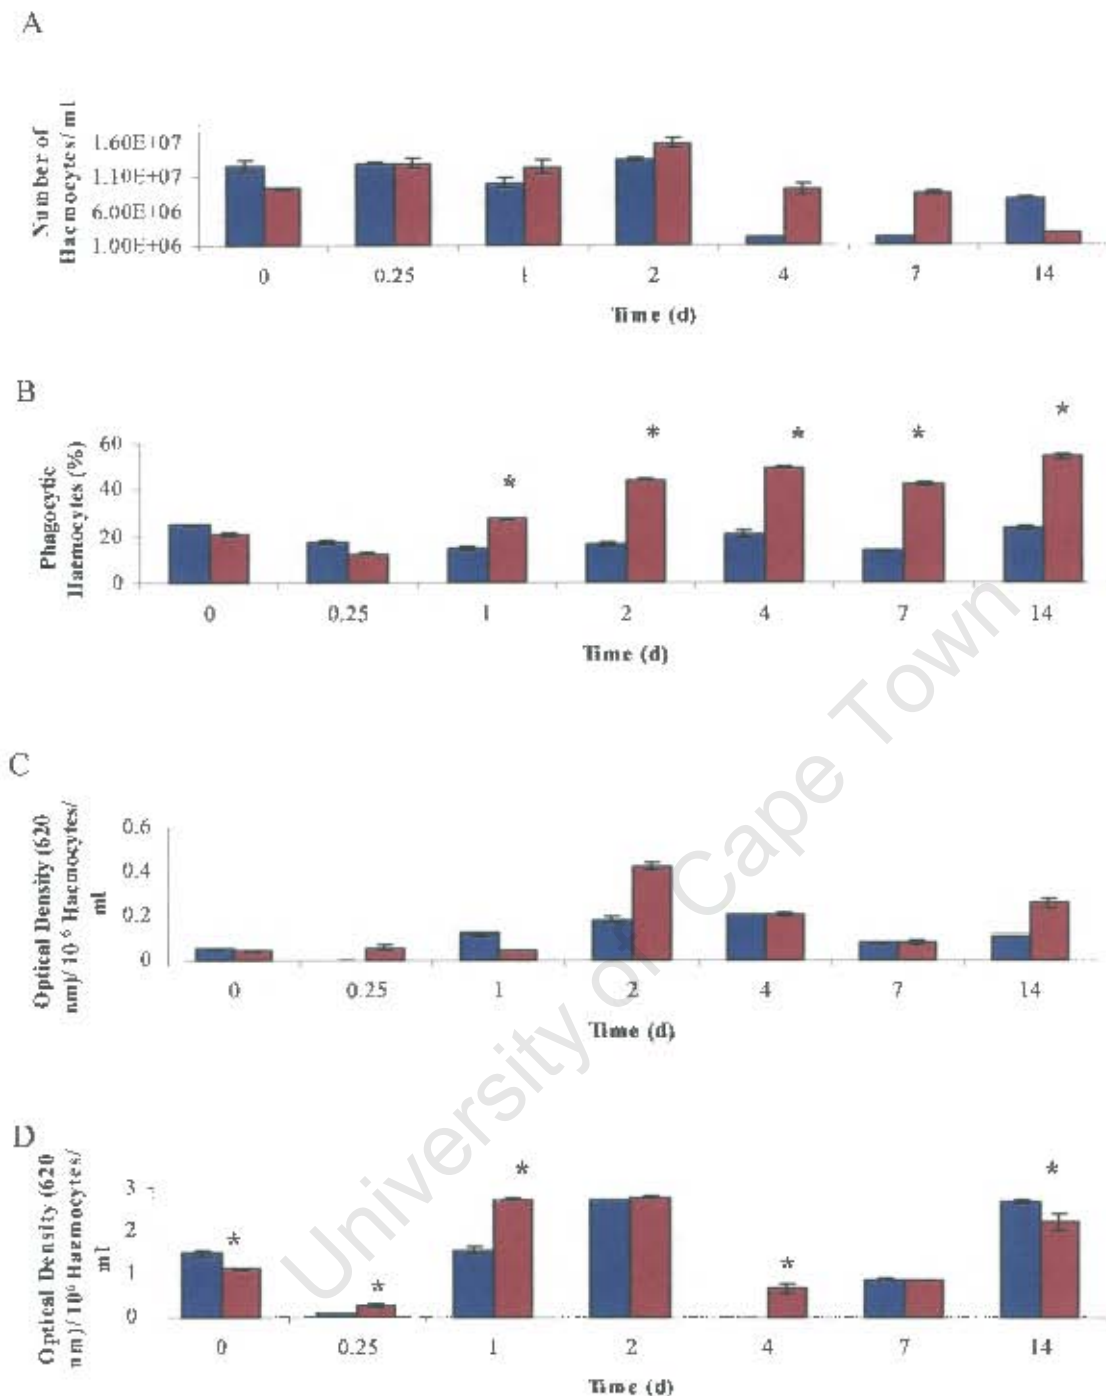 A
Number of
Haemocytes/ ml
1.60E+07
1.10E+07
6.00E+06
1.00E+06
0 0.25 1 2 4 7 14
Time (d)
B
Phagocytic
Haemocytes (%)
60
40
20
0
* * * * *
0 0.25 1 2 4 7 14
Time (d)
C
Optical Density (620
nm)/ 10⁻⁶ Haemocytes/
ml
0.6
0.4
0.2
0
0 0.25 1 2 4 7 14
Time (d)
D
Optical Density (620
nm)/ 10⁶ Haemocytes/
ml
3
2
1
0
* * * * *
0 0.25 1 2 4 7 14
Time (d)
University of Cape Town